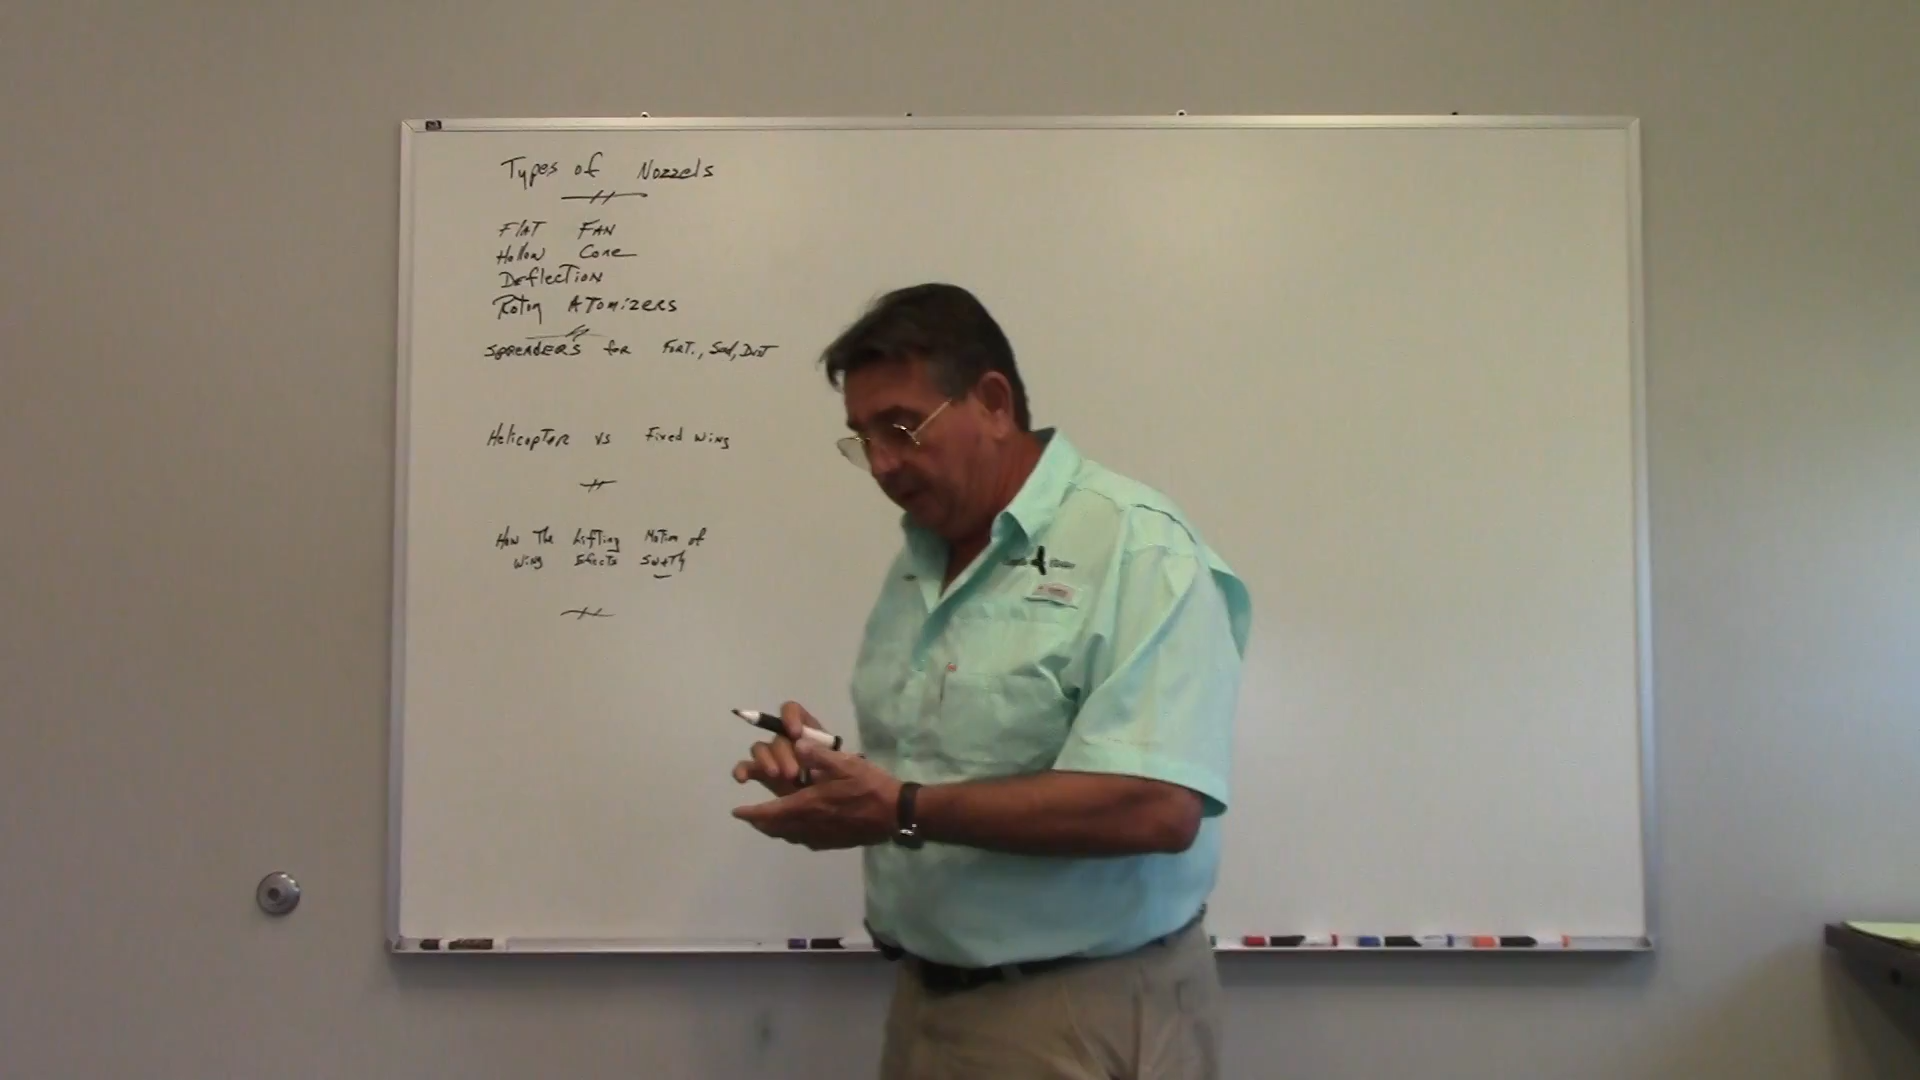 Types of Nozzels
Flat Fan
Hollow Cone
Deflection
Rotary Atomizers
Spreaders for Fert., Seed, Dust
Helicopter vs Fixed Wing
How The Lifting Motion of
Wing Effects Swath